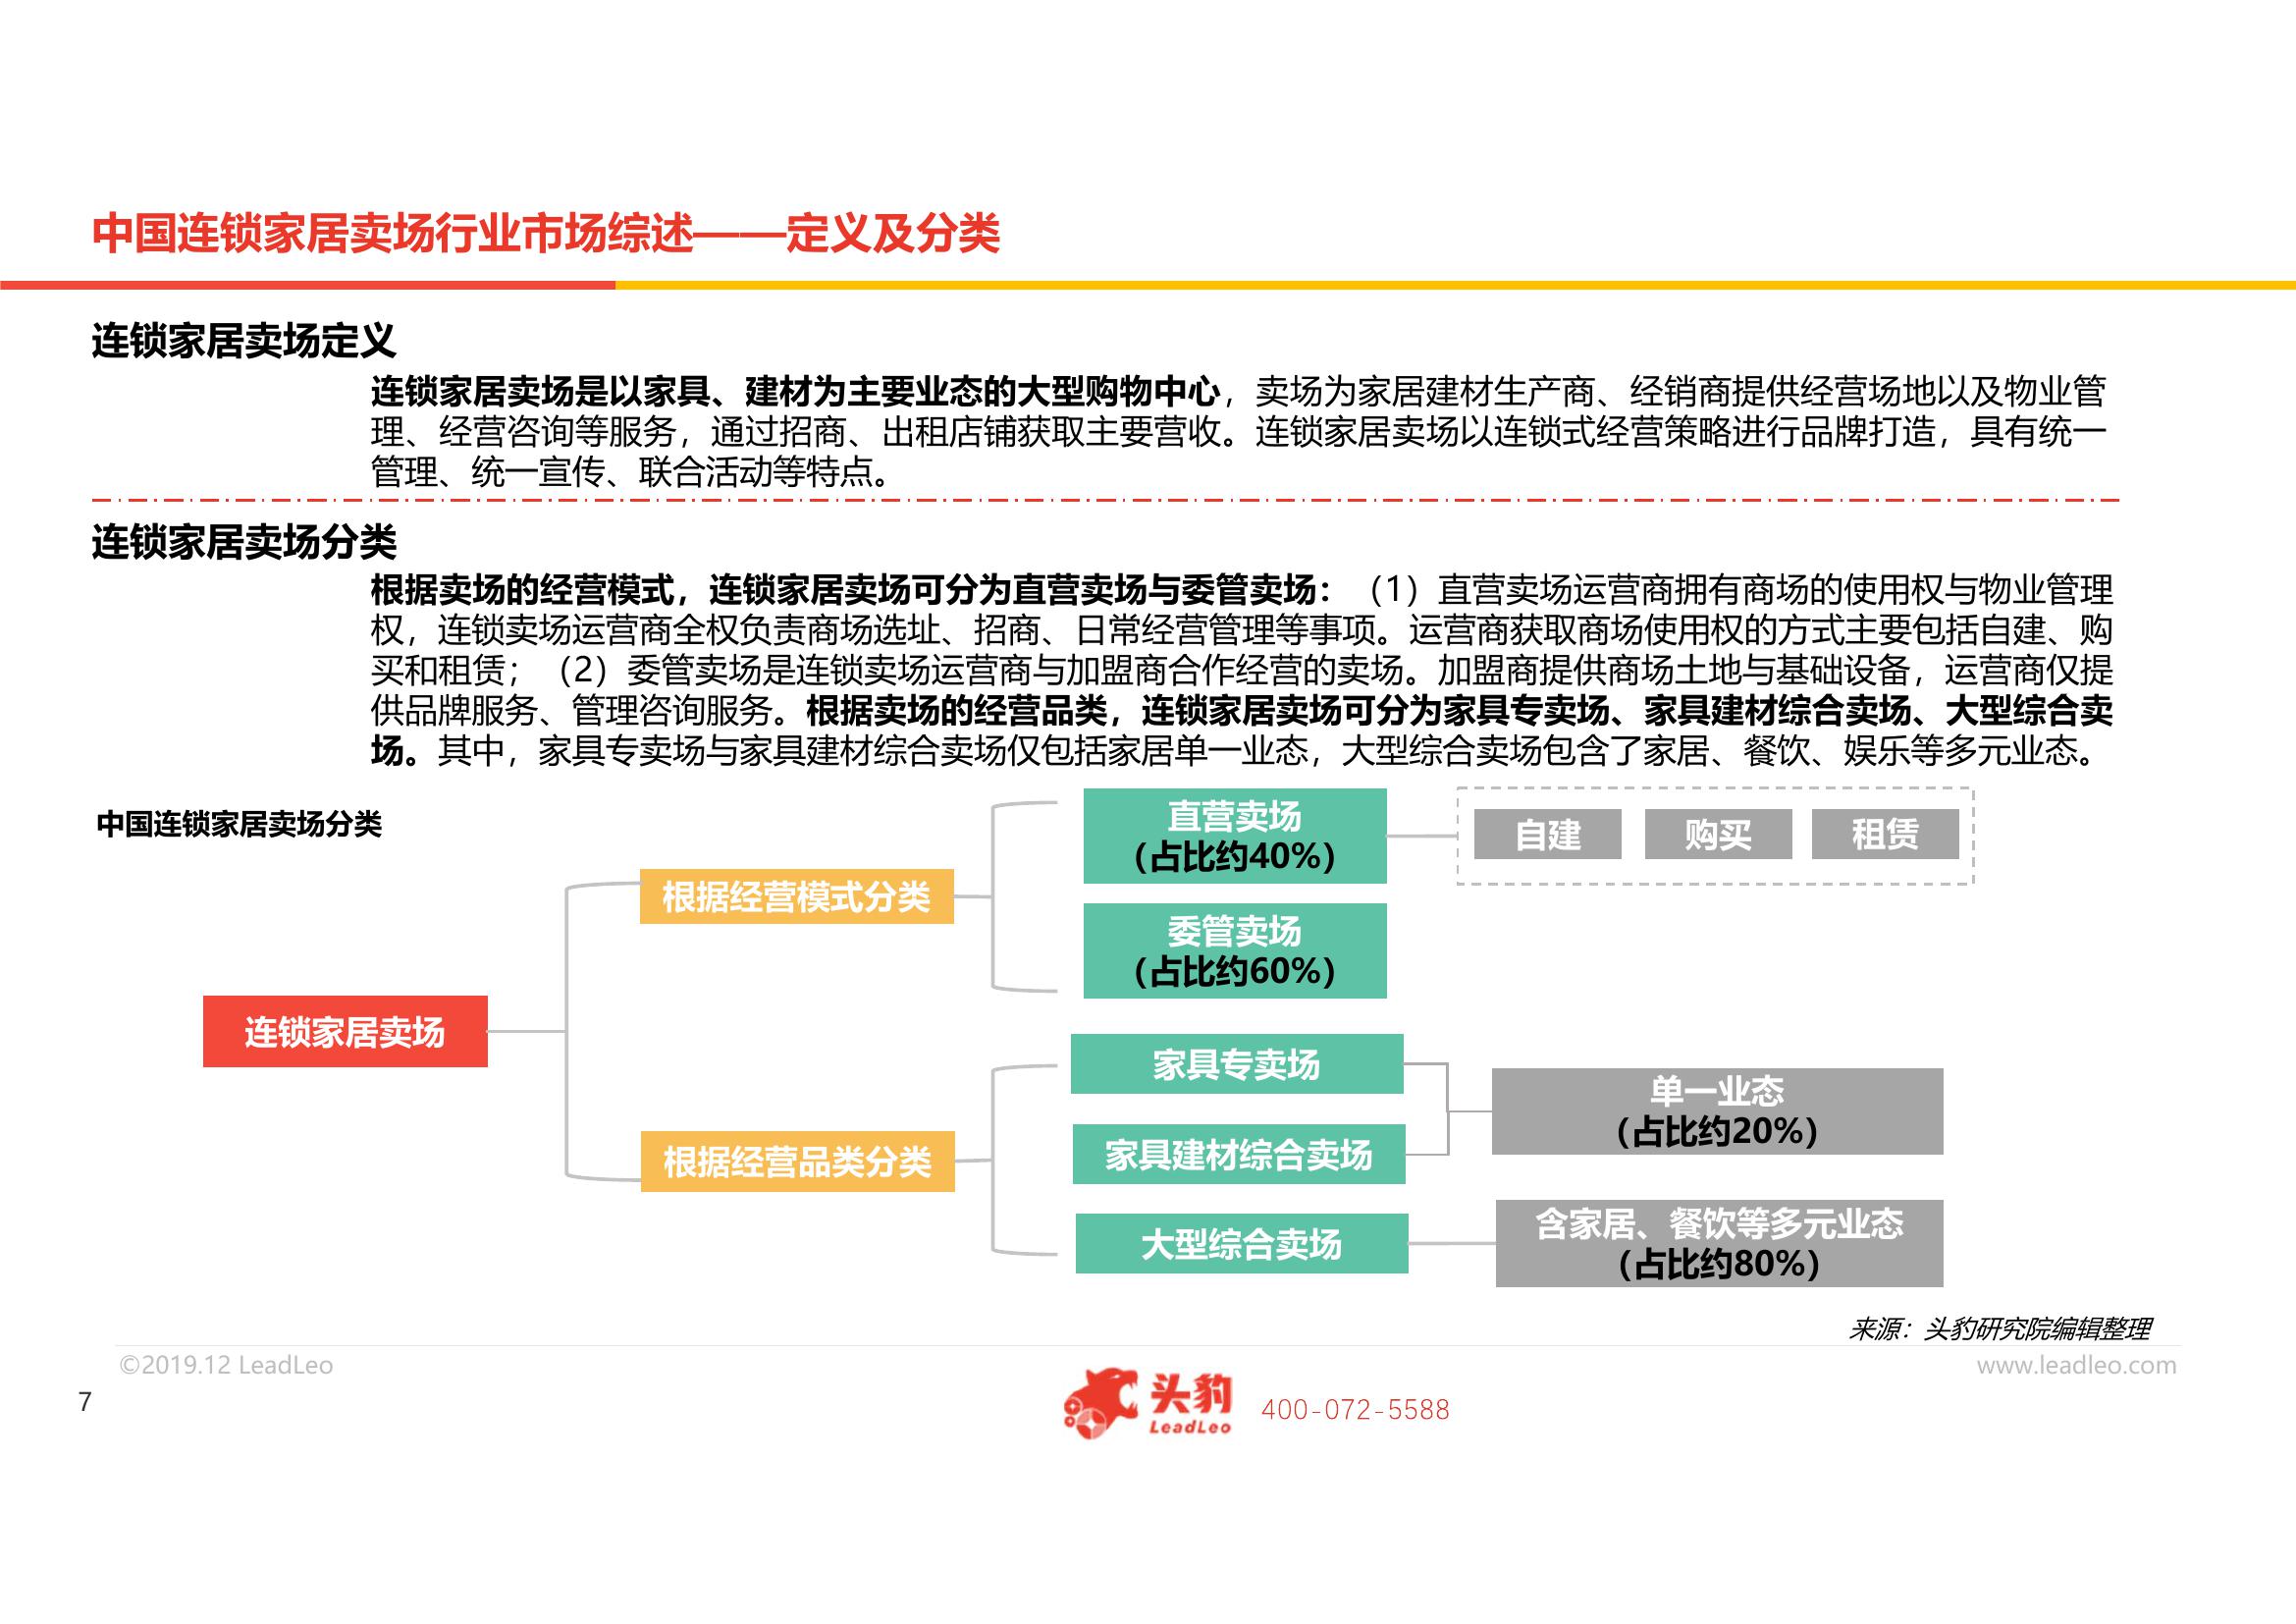 中国连锁家居卖场行业市场综述——定义及分类
连锁家居卖场定义
连锁家居卖场是以家具、建材为主要业态的大型购物中心，卖场为家居建材生产商、经销商提供经营场地以及物业管
理、经营咨询等服务，通过招商、出租店铺获取主要营收。连锁家居卖场以连锁式经营策略进行品牌打造，具有统一
管理、统一宣传、联合活动等特点。
连锁家居卖场分类
根据卖场的经营模式，连锁家居卖场可分为直营卖场与委管卖场：（1）直营卖场运营商拥有商场的使用权与物业管理
权，连锁卖场运营商全权负责商场选址、招商、日常经营管理等事项。运营商获取商场使用权的方式主要包括自建、购
买和租赁；（2）委管卖场是连锁卖场运营商与加盟商合作经营的卖场。加盟商提供商场土地与基础设备，运营商仅提
供品牌服务、管理咨询服务。根据卖场的经营品类，连锁家居卖场可分为家具专卖场、家具建材综合卖场、大型综合卖
场。其中，家具专卖场与家具建材综合卖场仅包括家居单一业态，大型综合卖场包含了家居、餐饮、娱乐等多元业态。
中国连锁家居卖场分类
连锁家居卖场
根据经营模式分类
直营卖场
（占比约40%）
自建
购买
租赁
委管卖场
（占比约60%）
根据经营品类分类
家具专卖场
家具建材综合卖场
单一业态
（占比约20%）
大型综合卖场
含家居、餐饮等多元业态
（占比约80%）
来源：头豹研究院编辑整理
©2019.12 LeadLeo
www.leadleo.com
7
头豹
LeadLeo
400-072-5588